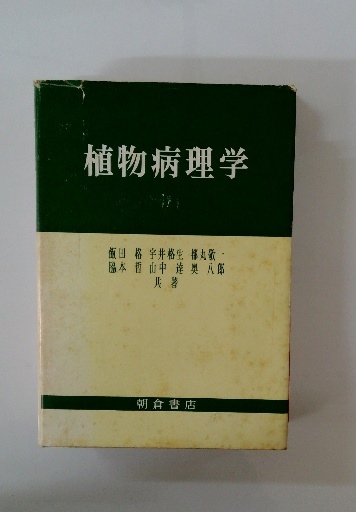 植物病理学
飯田 格 宇井格生 都丸敬一
脇本 哲 山中 達 奥 八郎
共著
朝倉書店